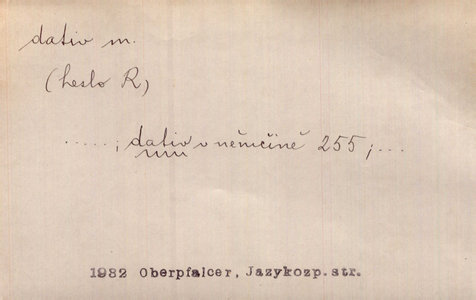 dativ m.
(heslo R)
.....; dativ v němčině 255; ...
1932 Oberpfalcer, Jazykozp. str.